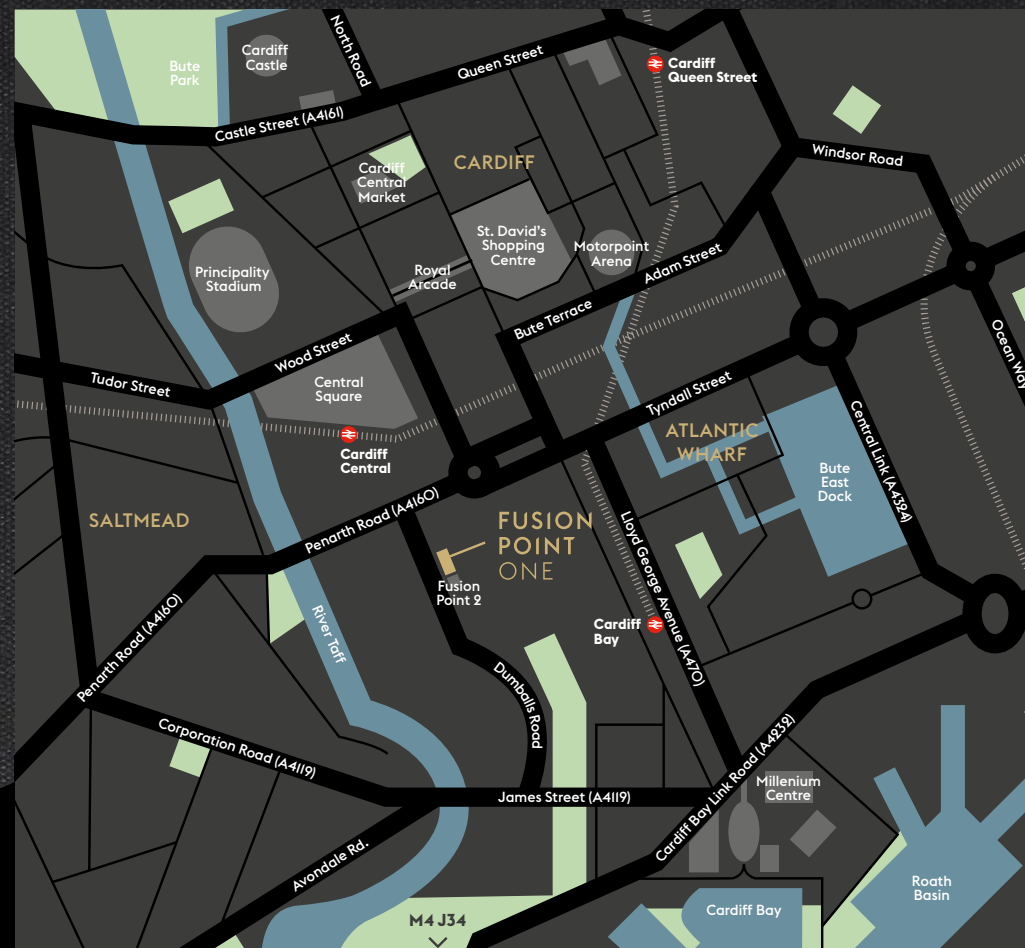 North Road
Cardiff
Castle
Queen Street
Cardiff
Queen Street
Bute
Park
Castle Street (A4161)
Windsor Road
CARDIFF
Cardiff
Central
Market
St. David's
Shopping
Centre
Motorpoint
Arena
Adam Street
Principality
Stadium
Royal
Arcade
Bute Terrace
Ocean Way
Wood Street
Tudor Street
Central
Square
Tyndall Street
Cardiff
Central
ATLANTIC
WHARF
Central Link (A4324)
Bute
East
Dock
SALTMEAD
Penarth Road (A4160)
FUSION
POINT
ONE
Lloyd George Avenue (A470)
Fusion
Point 2
Penarth Road (A4160)
River Taff
Cardiff
Bay
Dumballs Road
Corporation Road (A4119)
James Street (A4119)
Cardiff Bay Link Road (A4232)
Millenium
Centre
Avondale Rd.
Roath
Basin
Cardiff Bay
M4 J34